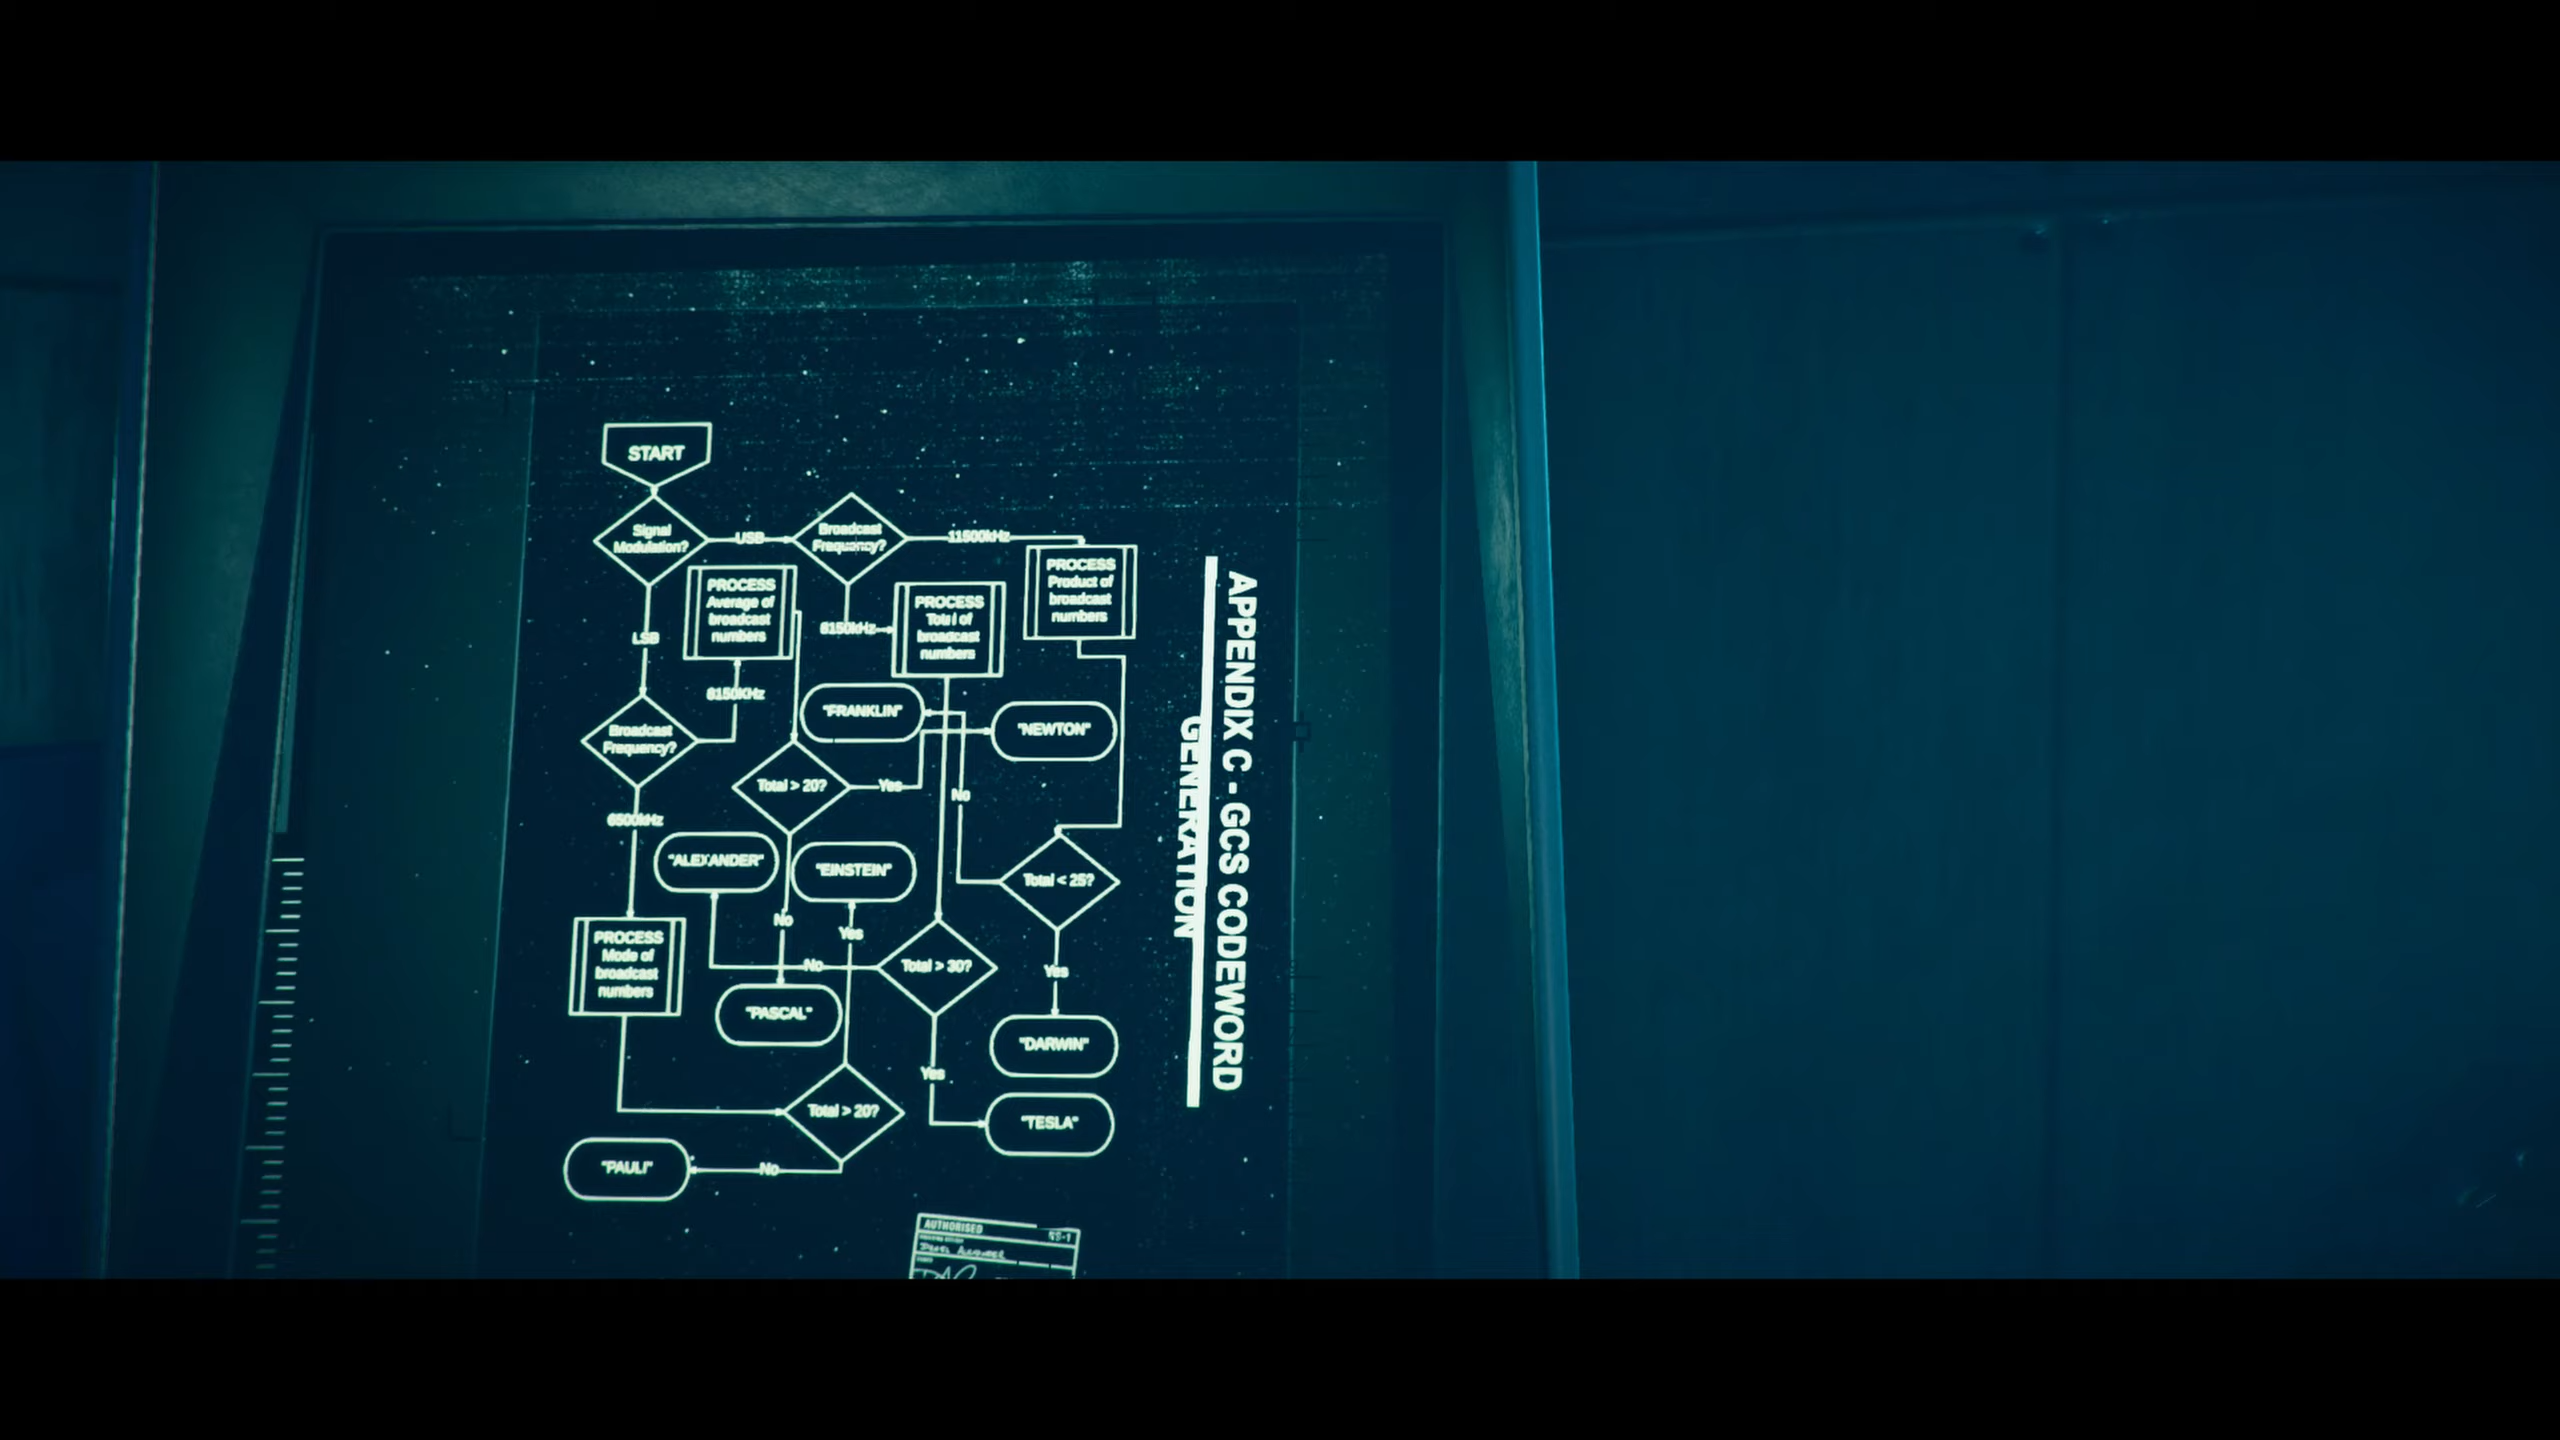 START
Signal
Modulation?
USB
Broadcast
Frequency?
11500kHz
PROCESS
Product of
broadcast
numbers
PROCESS
Average of
broadcast
numbers
PROCESS
Total of
broadcast
numbers
LSB
6150kHz
6150KHz
"FRANKLIN"
"NEWTON"
Broadcast
Frequency?
Total > 20?
Yes
No
6500kHz
"ALEXANDER"
"EINSTEIN"
Total < 25?
No
Yes
PROCESS
Mode of
broadcast
numbers
No
Total > 30?
Yes
"PASCAL"
"DARWIN"
Yes
Total > 20?
"TESLA"
"PAULI"
No
APPENDIX C - GCS CODEWORD
GENERATION
AUTHORISED